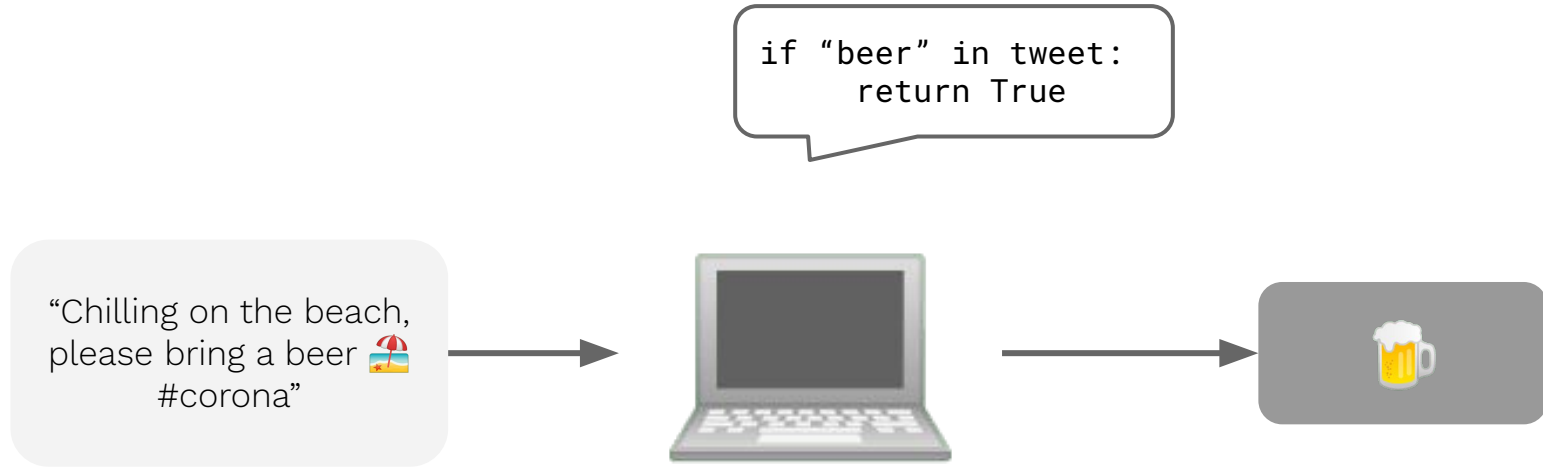 if “beer” in tweet:
return True
“Chilling on the beach,
please bring a beer 🏖️
#corona”